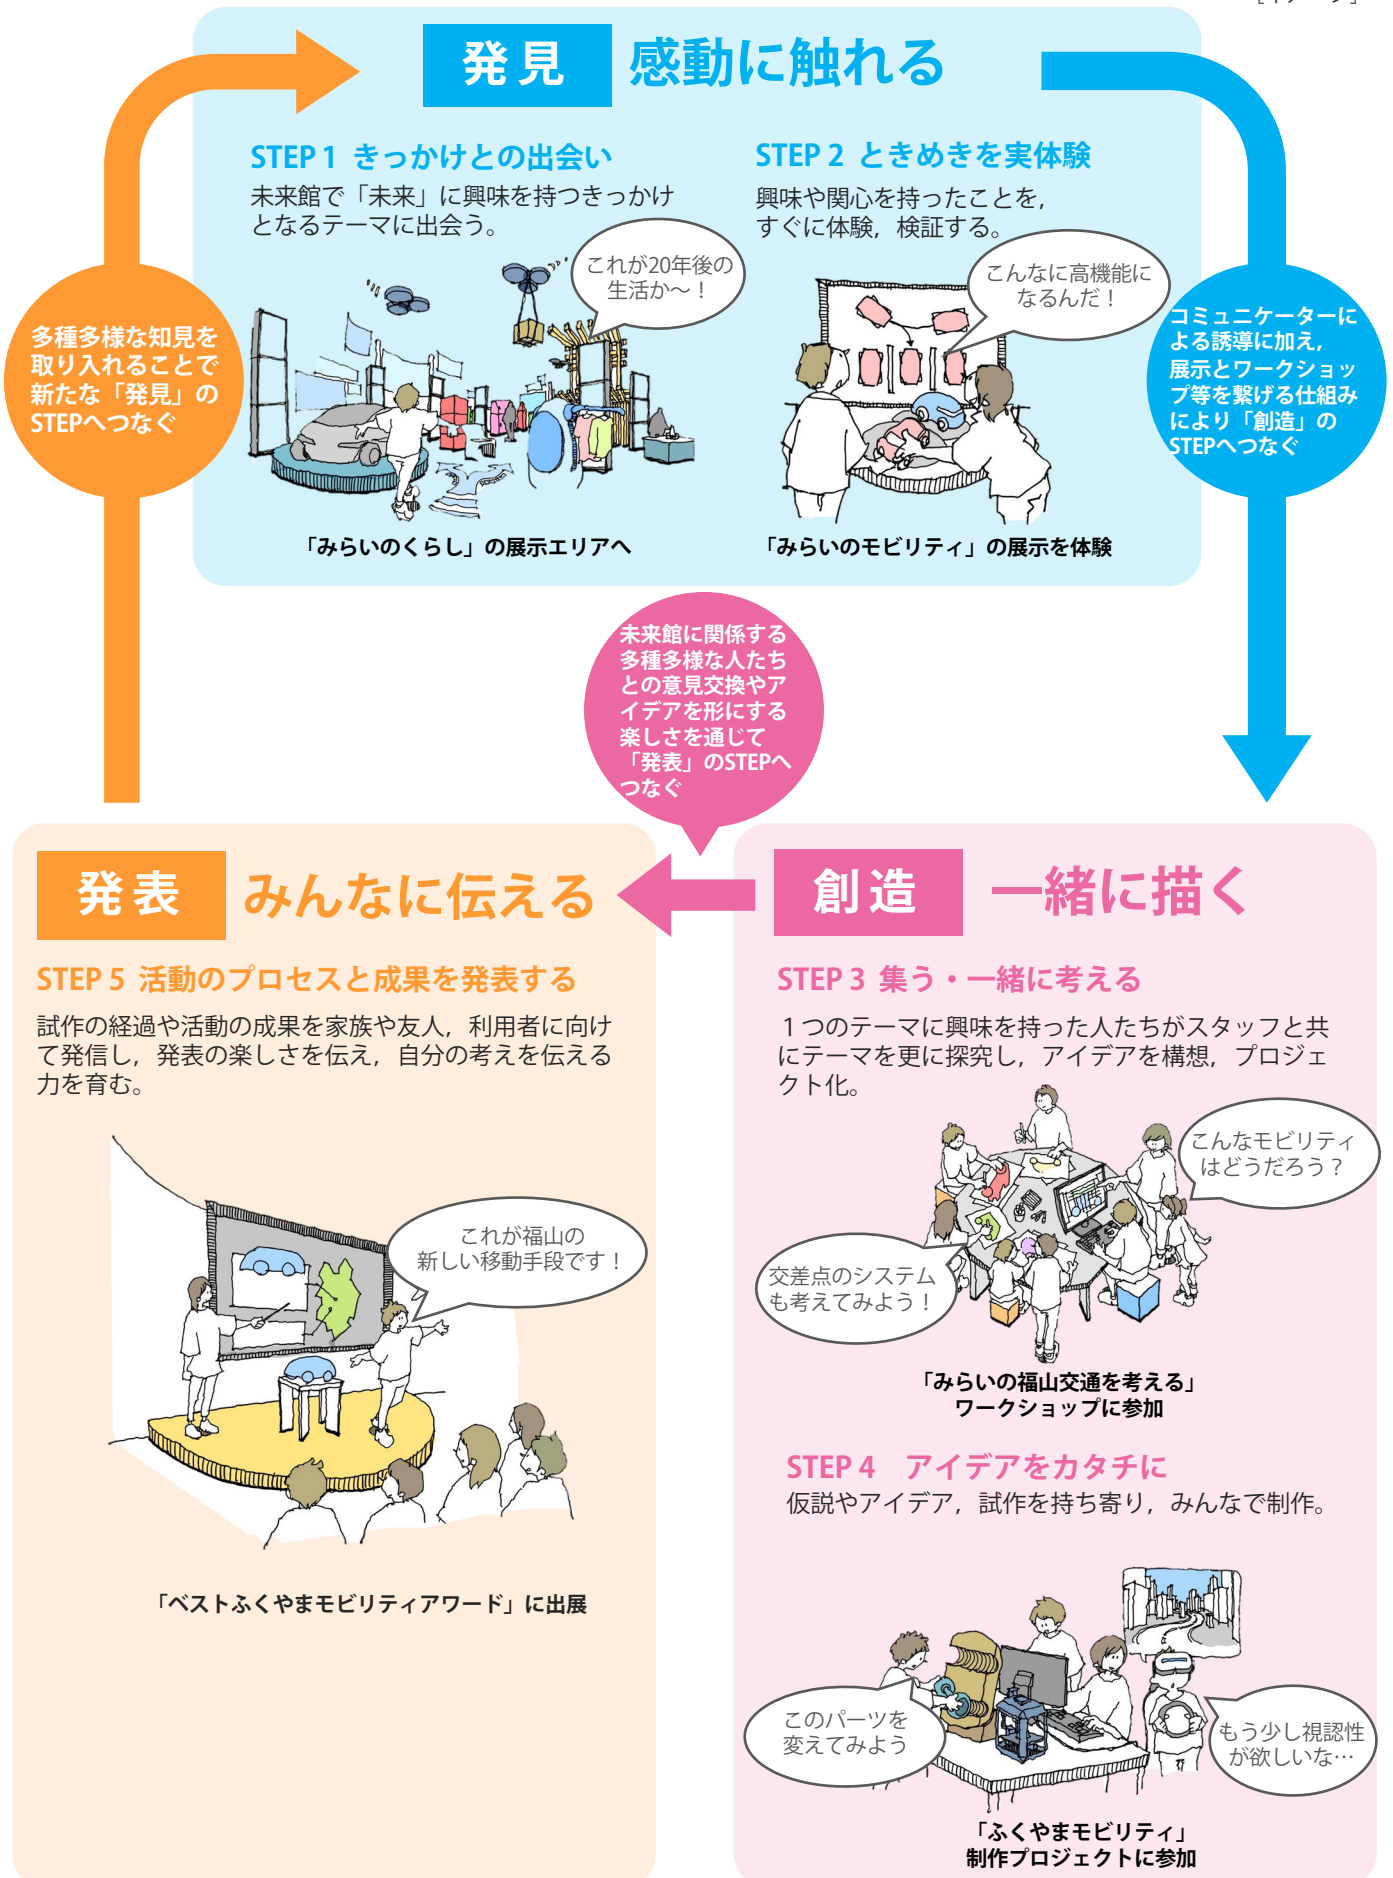 発見 感動に触れる
STEP 1 きっかけとの出会い
未来館で「未来」に興味を持つきっかけ
となるテーマに出会う。
これが20年後の
生活か～！
「みらいのくらし」の展示エリアへ
STEP 2 ときめきを実体験
興味や関心を持ったことを,
すぐに体験，検証する。
こんなに高機能に
なるんだ！
「みらいのモビリティ」の展示を体験
コミュニケーターに
よる誘導に加え,
展示とワークショッ
プ等を繋げる仕組み
により「創造」の
STEPへつなぐ
多種多様な知見を
取り入れることで
新たな「発見」の
STEPへつなぐ
未来館に関係する
多種多様な人たち
との意見交換やア
イデアを形にする
楽しさを通じて
「発表」のSTEPへ
つなぐ
創造 一緒に描く
STEP 3 集う・一緒に考える
１つのテーマに興味を持った人たちがスタッフと共
にテーマを更に探究し，アイデアを構想，プロジェ
クト化。
こんなモビリティ
はどうだろう？
交差点のシステム
も考えてみよう！
「みらいの福山交通を考える」
ワークショップに参加
STEP 4　アイデアをカタチに
仮説やアイデア，試作を持ち寄り，みんなで制作。
このパーツを
変えてみよう
もう少し視認性
が欲しいな…
「ふくやまモビリティ」
制作プロジェクトに参加
発表 みんなに伝える
STEP 5 活動のプロセスと成果を発表する
試作の経過や活動の成果を家族や友人，利用者に向け
て発信し，発表の楽しさを伝え，自分の考えを伝える
力を育む。
これが福山の
新しい移動手段です！
「ベストふくやまモビリティアワード」に出展